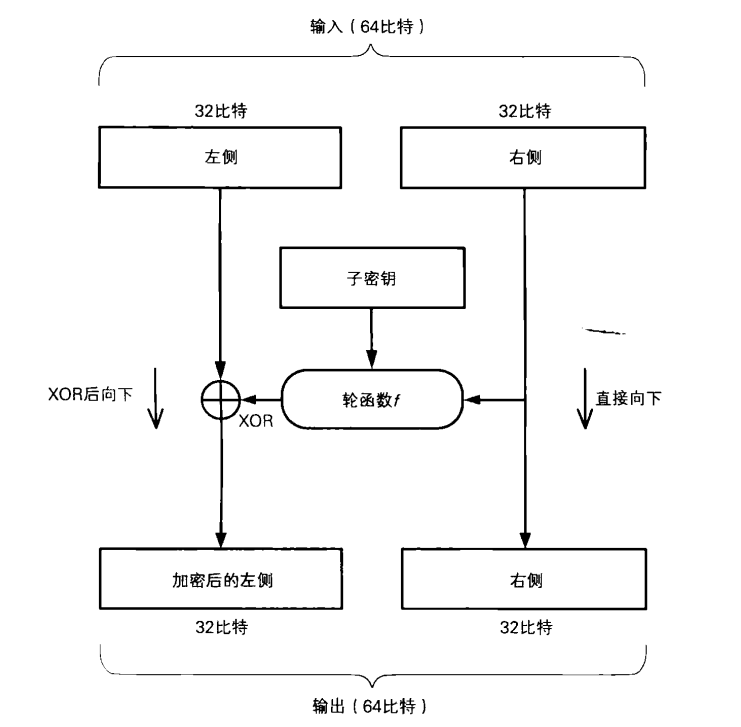 输入（64比特）
32比特
32比特
左侧
右侧
子密钥
XOR后向下
轮函数f
直接向下
XOR
加密后的左侧
右侧
32比特
32比特
输出（64比特）